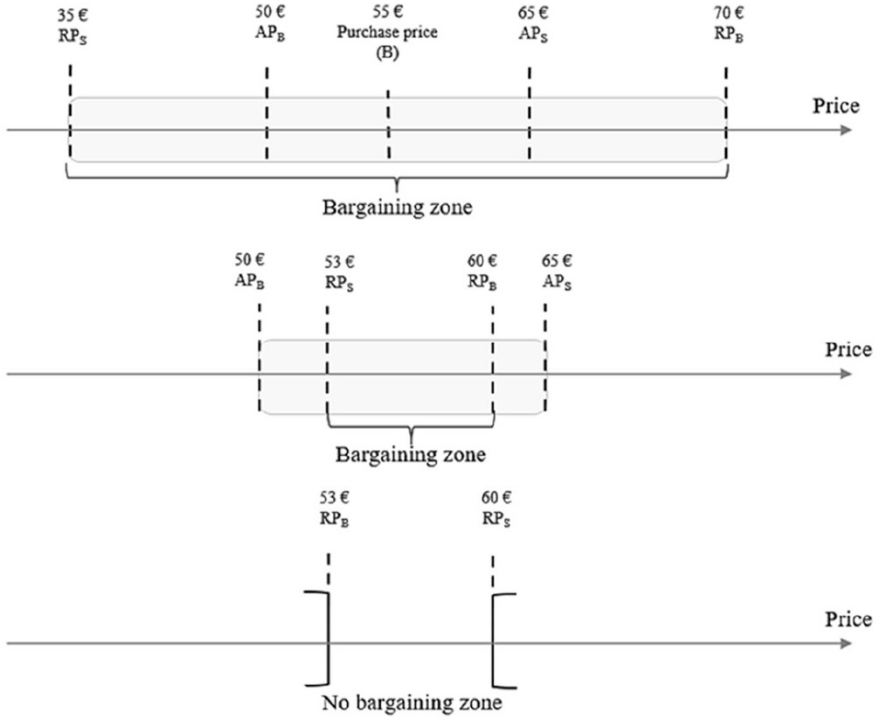 35 € 50 € 55 € 65 € 70 €
RPS APB Purchase price APS RPB
(B)
Price
Bargaining zone
50 € 53 € 60 € 65 €
APB RPS RPB APS
Price
Bargaining zone
53 € 60 €
RPB RPS
Price
No bargaining zone